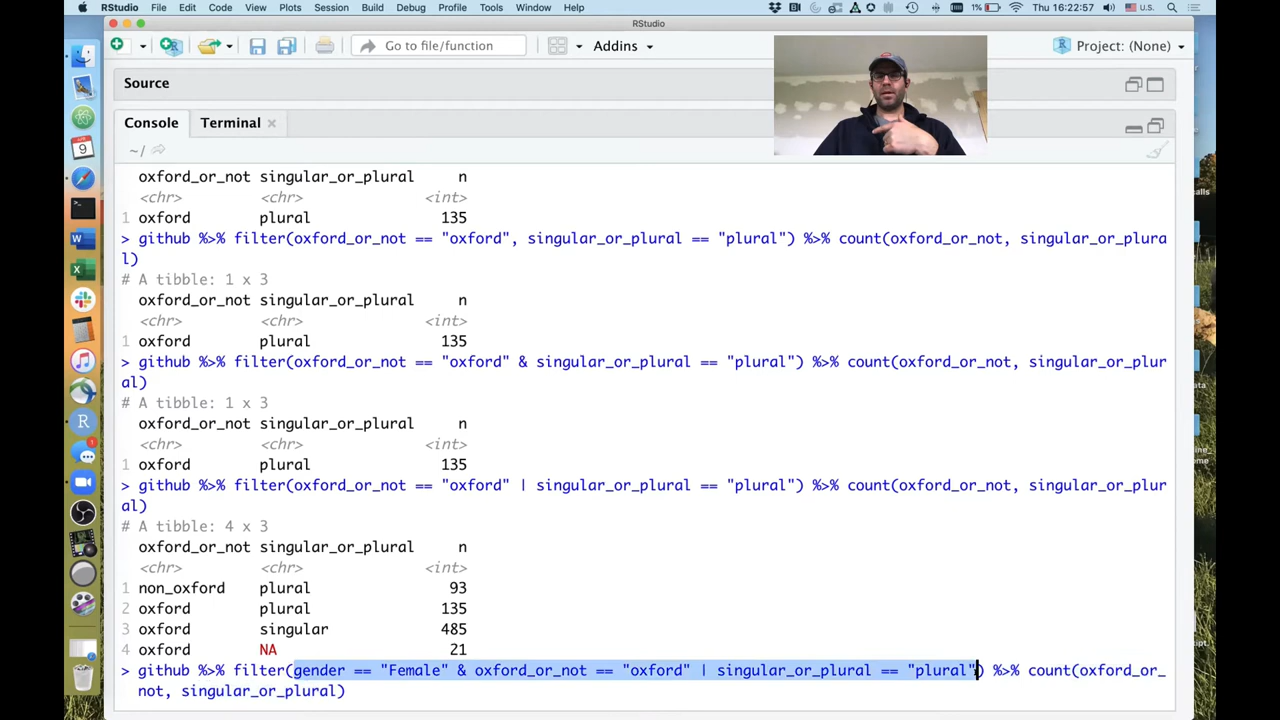 RStudio File Edit Code View Plots Session Build Debug Profile Tools Window Help 1% Thu 16:22:57 U.S.
RStudio
Go to file/function Addins Project: (None)
Source
Console Terminal
~/
oxford_or_not singular_or_plural n
<chr> <chr> <int>
1 oxford plural 135
> github %>% filter(oxford_or_not == "oxford", singular_or_plural == "plural") %>% count(oxford_or_not, singular_or_plura
l)
# A tibble: 1 x 3
oxford_or_not singular_or_plural n
<chr> <chr> <int>
1 oxford plural 135
> github %>% filter(oxford_or_not == "oxford" & singular_or_plural == "plural") %>% count(oxford_or_not, singular_or_plur
al)
# A tibble: 1 x 3
oxford_or_not singular_or_plural n
<chr> <chr> <int>
1 oxford plural 135
> github %>% filter(oxford_or_not == "oxford" | singular_or_plural == "plural") %>% count(oxford_or_not, singular_or_plur
al)
# A tibble: 4 x 3
oxford_or_not singular_or_plural n
<chr> <chr> <int>
1 non_oxford plural 93
2 oxford plural 135
3 oxford singular 485
4 oxford NA 21
> github %>% filter(gender == "Female" & oxford_or_not == "oxford" | singular_or_plural == "plural") %>% count(oxford_or_
not, singular_or_plural)